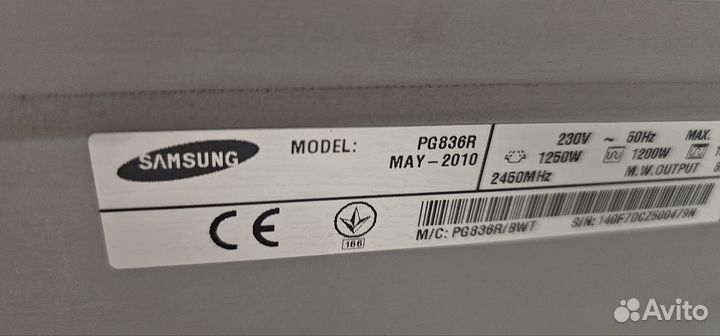 SAMSUNG
MODEL: PG836R
MAY-2010
230V ~ 50Hz MAX.
1250W 1200W
2450MHz M.W.OUTPUT
CE
166
M/C: PG836R/BWT S/N: 140F70CZ500479N
Avito